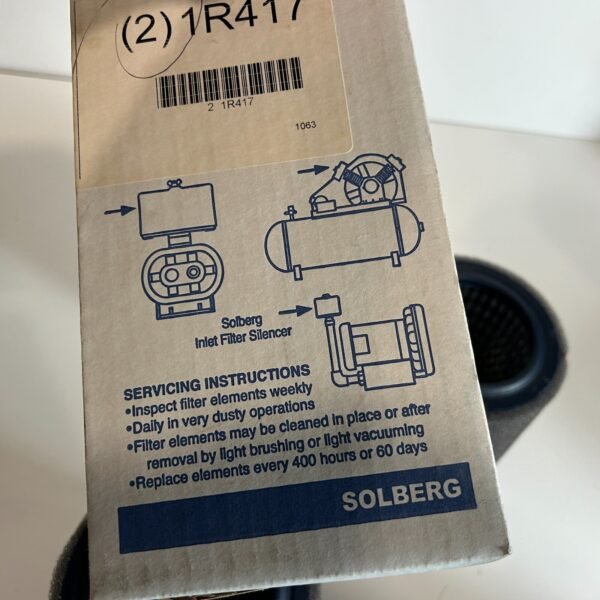 (2) 1R417
2 1R417
1063
Solberg
Inlet Filter Silencer
SERVICING INSTRUCTIONS
•Inspect filter elements weekly
•Daily in very dusty operations
•Filter elements may be cleaned in place or after
removal by light brushing or light vacuuming
•Replace elements every 400 hours or 60 days
SOLBERG